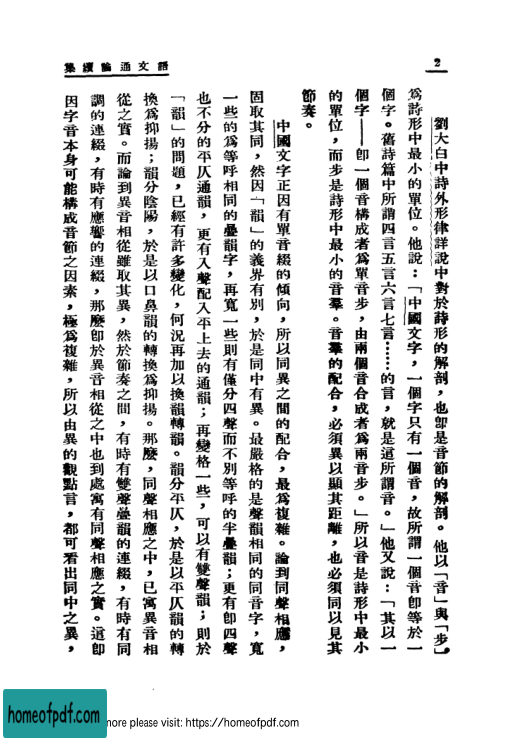 2
集續論通文語
劉大白中詩外形律詳說中對於詩形的解剖，也卽是音節的解剖。他以「音」與「步」
爲詩形中最小的單位。他說：「中國文字，一個字只有一個音，故所謂一個音卽等於一
個字。舊詩篇中所謂四言五言六言七言……的言，就是這所謂音。」他又說：「其以一
個字——卽一個音構成者爲單音步，由兩個音合成者爲兩音步。」所以音是詩形中最小
的單位，而步是詩形中最小的音羣。音羣的配合，必須異以顯其距離，也必須同以見其
節奏。
中國文字正因有單音綴的傾向，所以同異之間的配合，最爲複雜。論到同聲相應，
固取其同，然因「韻」的義界有別，於是同中有異。最嚴格的是聲韻相同的同音字，寬
一些的爲等呼相同的疊韻字，再寬一些則有僅分四聲而不別等呼的半疊韻；更有卽四聲
也不分的平仄通韻，更有入聲配入平上去的通韻；再變格一些，可以有雙聲韻；則於
「韻」的問題，已經有許多變化，何況再加以換韻轉韻。韻分平仄，於是以平仄韻的轉
換爲抑揚；韻分陰陽，於是以口鼻韻的轉換爲抑揚。那麼，同聲相應之中，已寓異音相
從之實。而論到異音相從雖取其異，然於節奏之間，有時有雙聲疊韻的連綴，有時有同
調的連綴，有時有應響的連綴，那麼卽於異音相從之中也到處寓有同聲相應之實。這卽
因字音本身可能構成音節之因素，極爲複雜，所以由異的觀點言，都可看出同中之異，
homeofpdf.com
more please visit: https://homeofpdf.com